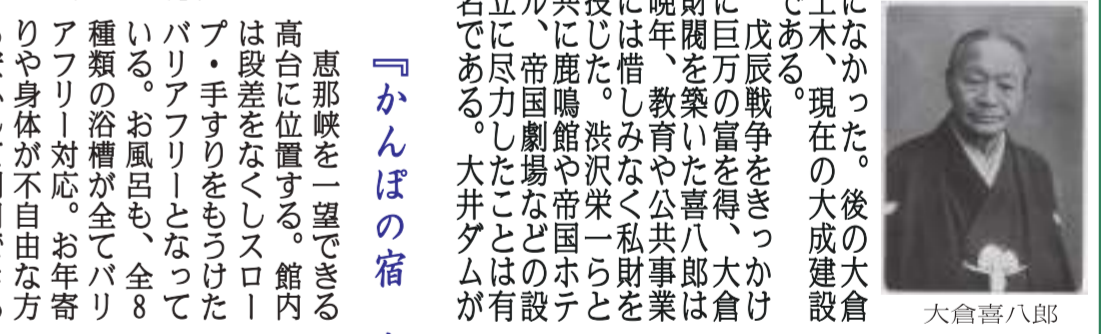 になかった。後の大倉
土木、現在の大成建設
である。
戊辰戦争をきっかけ
に巨万の富を得、大倉
財閥を築いた喜八郎は
晩年、教育や公共事業
には惜しみなく私財を
投じた。渋沢栄一らと
共に鹿鳴館や帝国ホテ
ル、帝国劇場などの設
立に尽力したことは有
名である。大井ダムが
大倉喜八郎
『かんぽの宿
恵那峡を一望できる
高台に位置する。館内
は段差をなくしスロー
プ・手すりをもうけた
バリアフリーとなって
いる。お風呂も、全8
種類の浴槽が全てバリ
アフリー対応。お年寄
りや身体が不自由な方